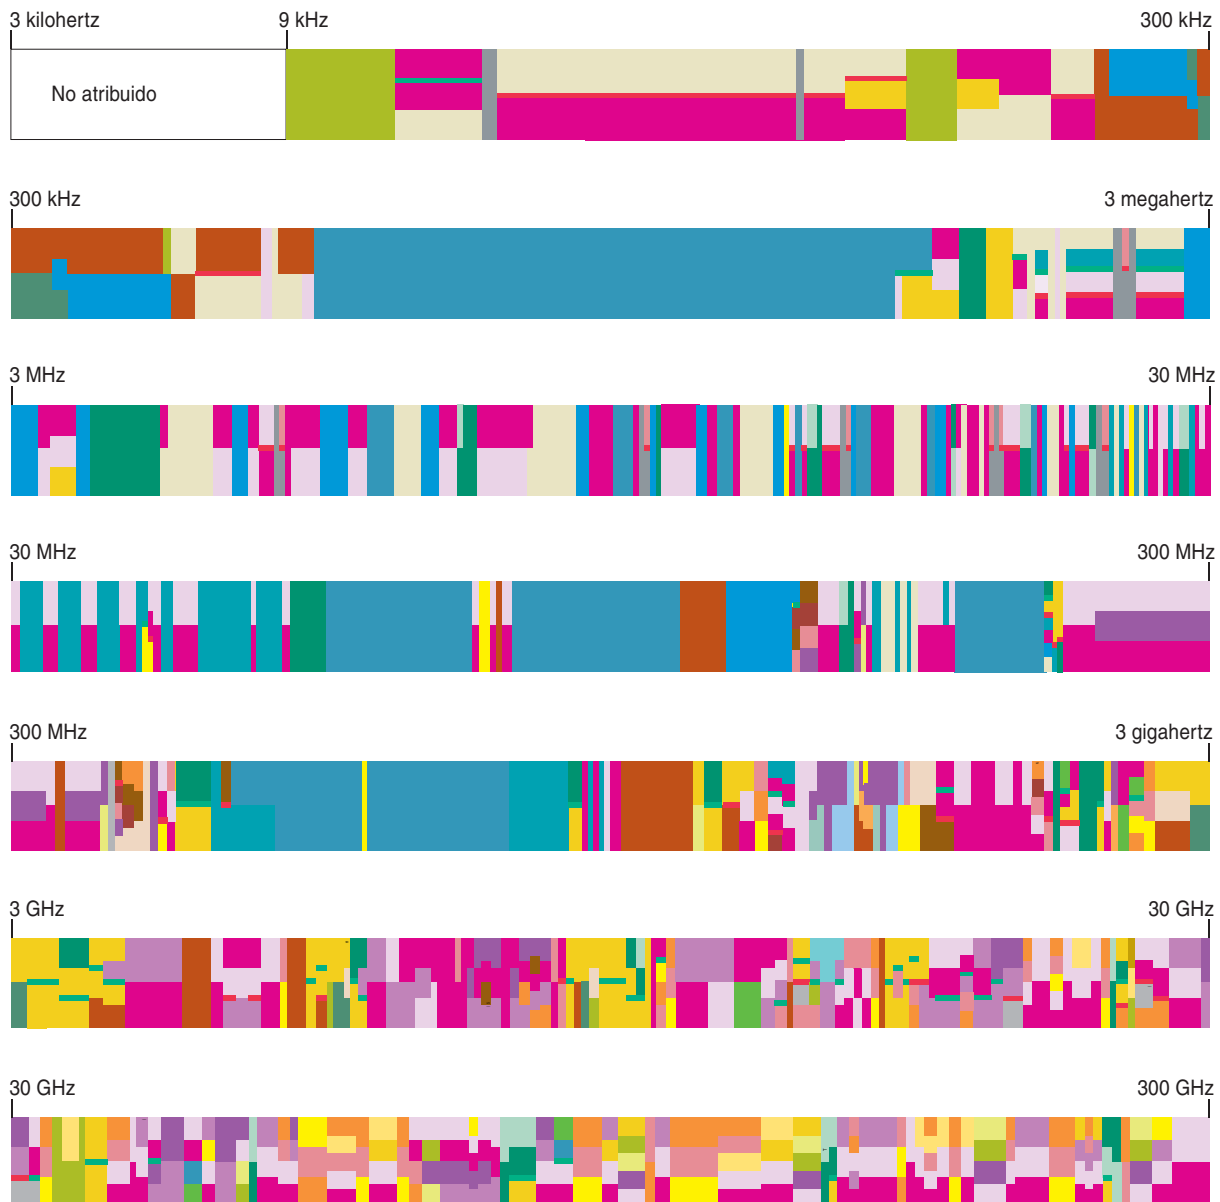 3 kilohertz 9 kHz 300 kHz
No atribuido
300 kHz 3 megahertz
3 MHz 30 MHz
30 MHz 300 MHz
300 MHz 3 gigahertz
3 GHz 30 GHz
30 GHz 300 GHz